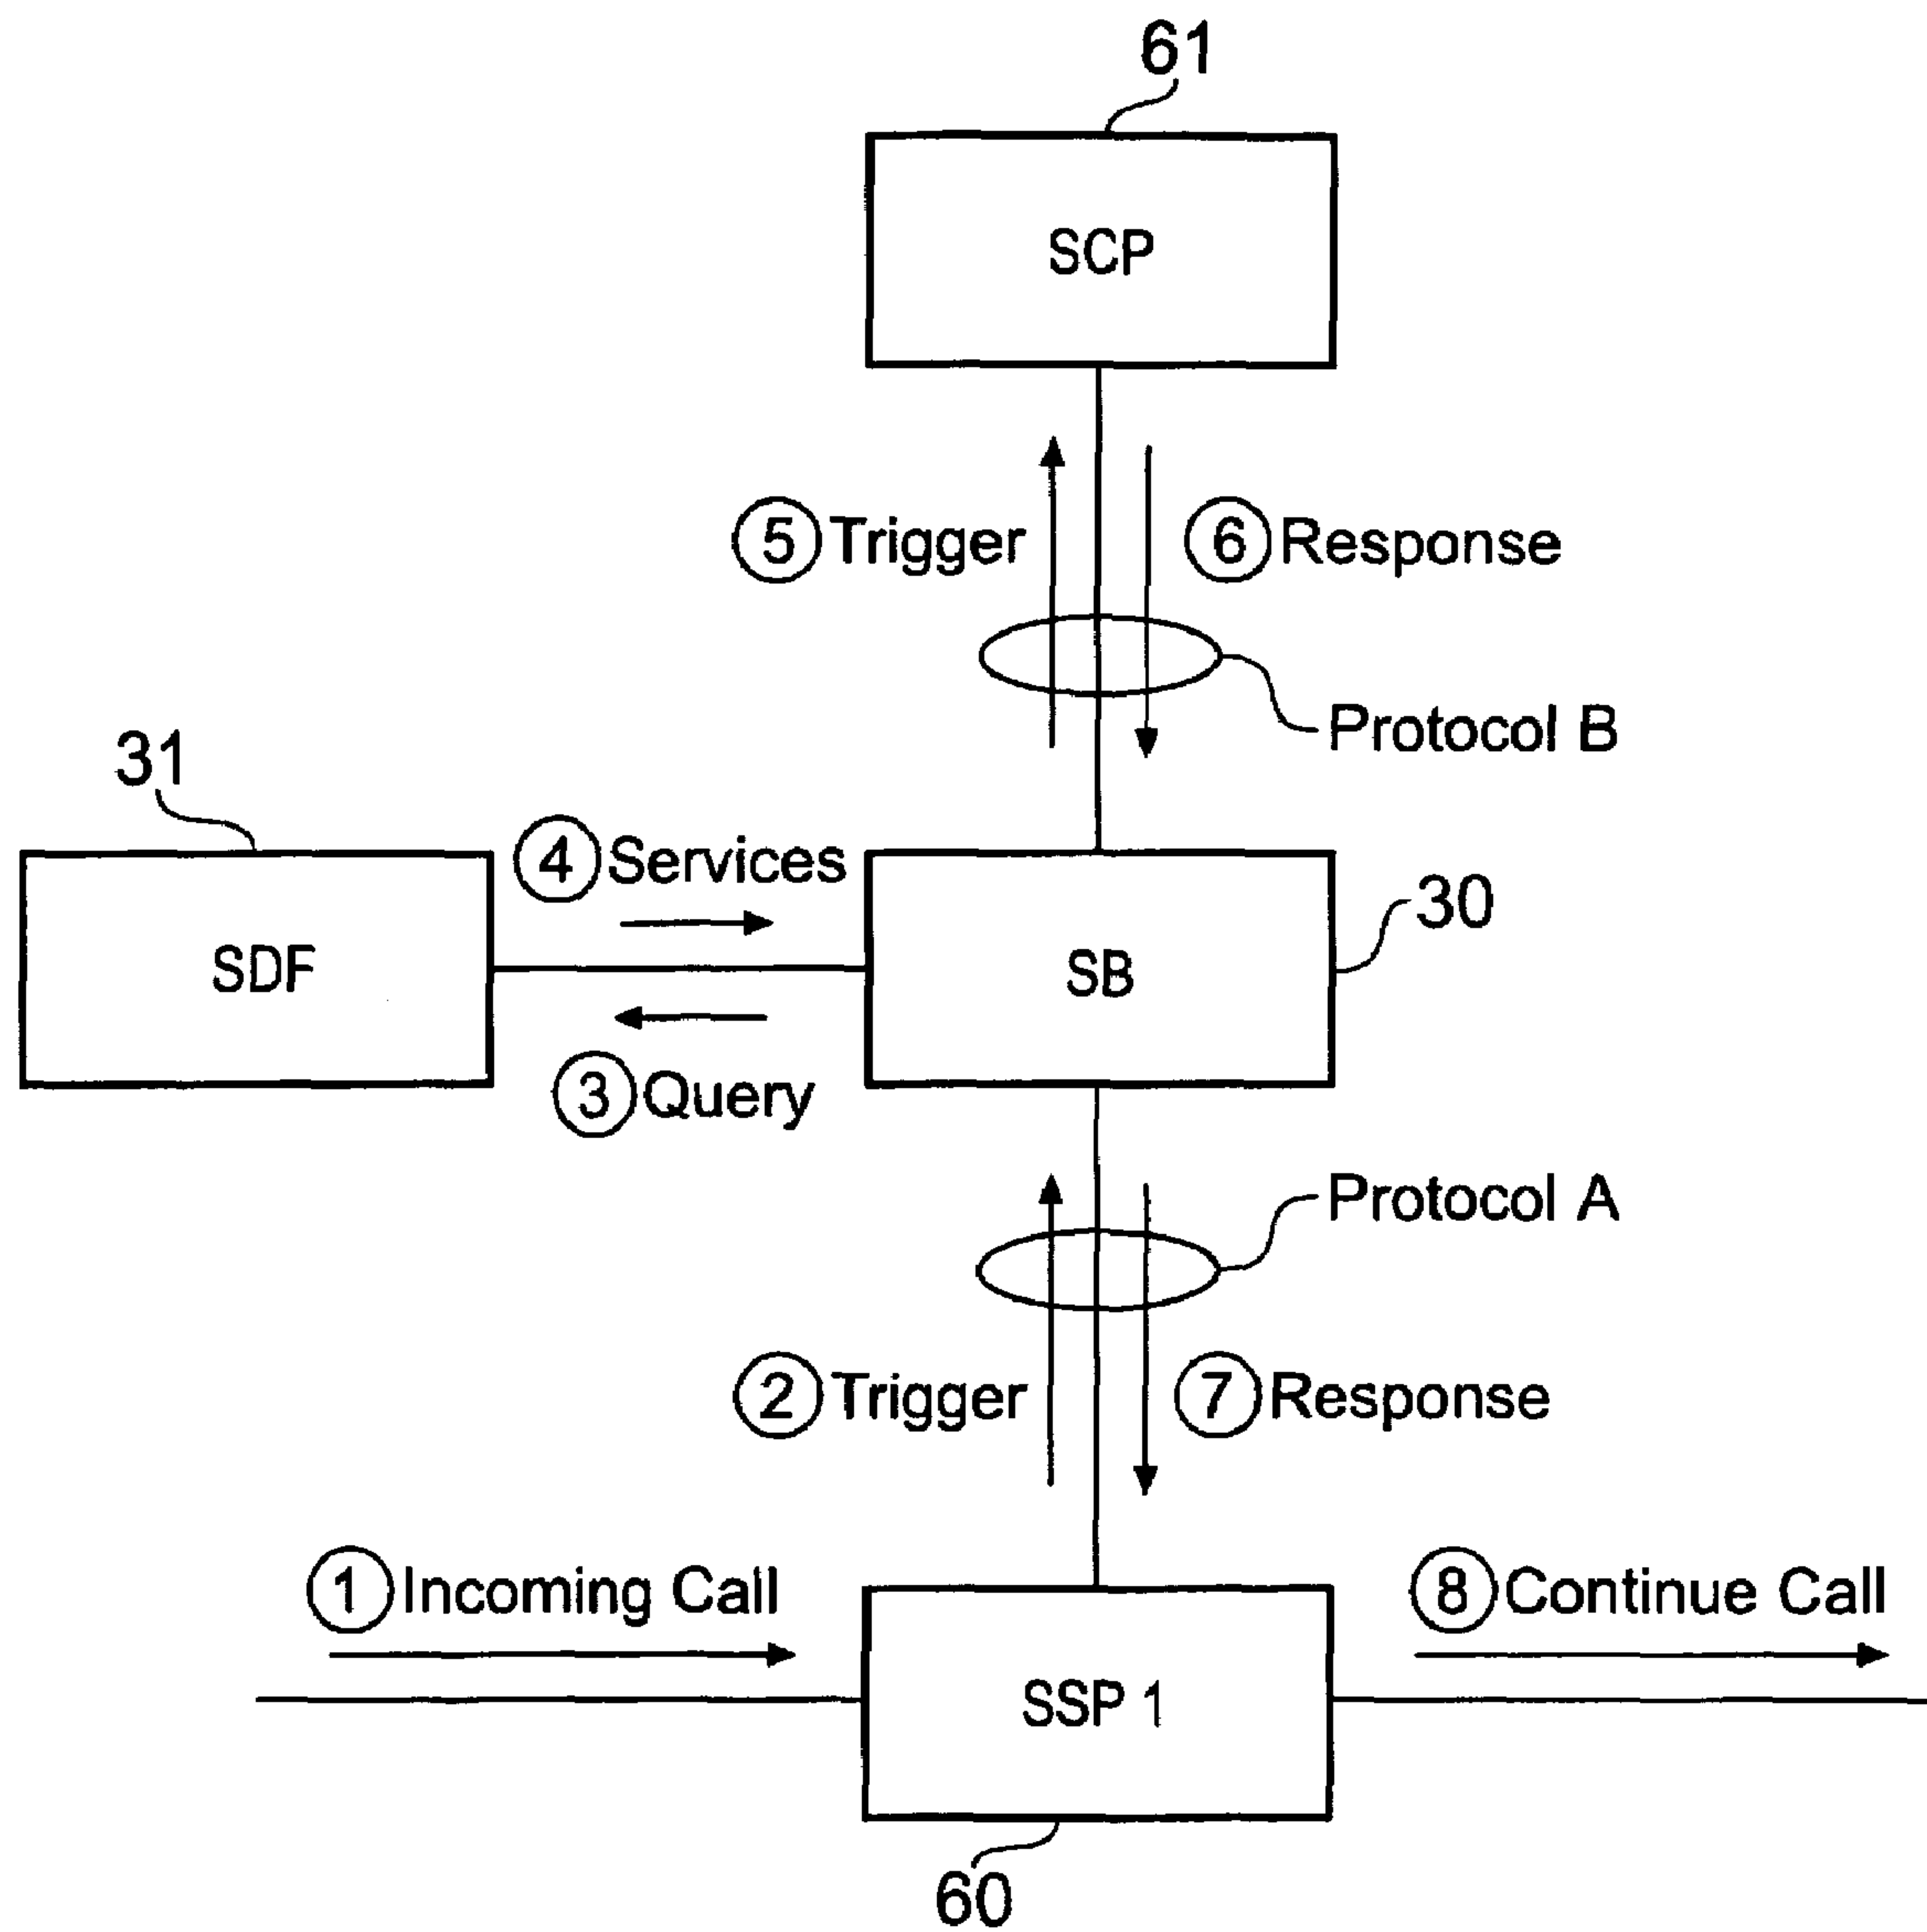 61
SCP
5 Trigger
6 Response
Protocol B
31
4 Services
SDF
SB
30
3 Query
Protocol A
2 Trigger
7 Response
1 Incoming Call
8 Continue Call
SSP 1
60